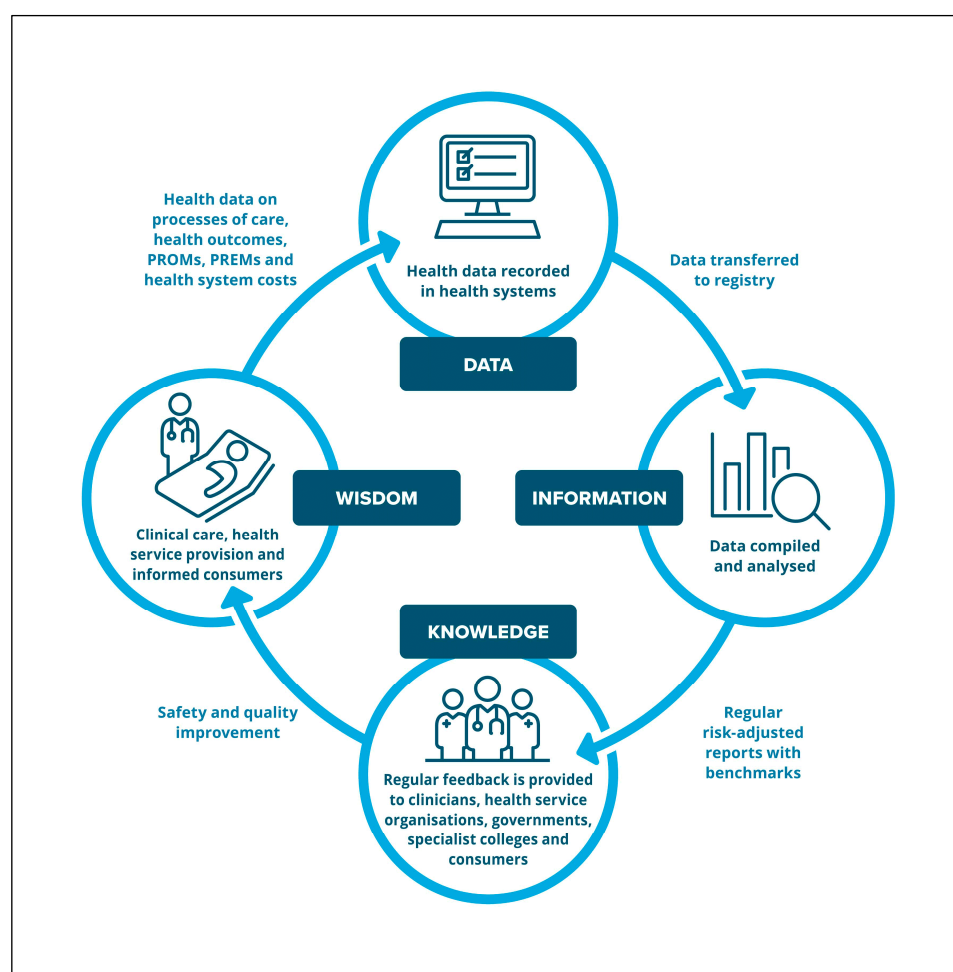 Health data on
processes of care,
health outcomes,
PROMs, PREMs and
health system costs
Health data recorded
in health systems
DATA
Data transferred
to registry
WISDOM
Clinical care, health
service provision and
informed consumers
INFORMATION
Data compiled
and analysed
KNOWLEDGE
Regular feedback is provided
to clinicians, health service
organisations, governments,
specialist colleges and
consumers
Safety and quality
improvement
Regular
risk-adjusted
reports with
benchmarks